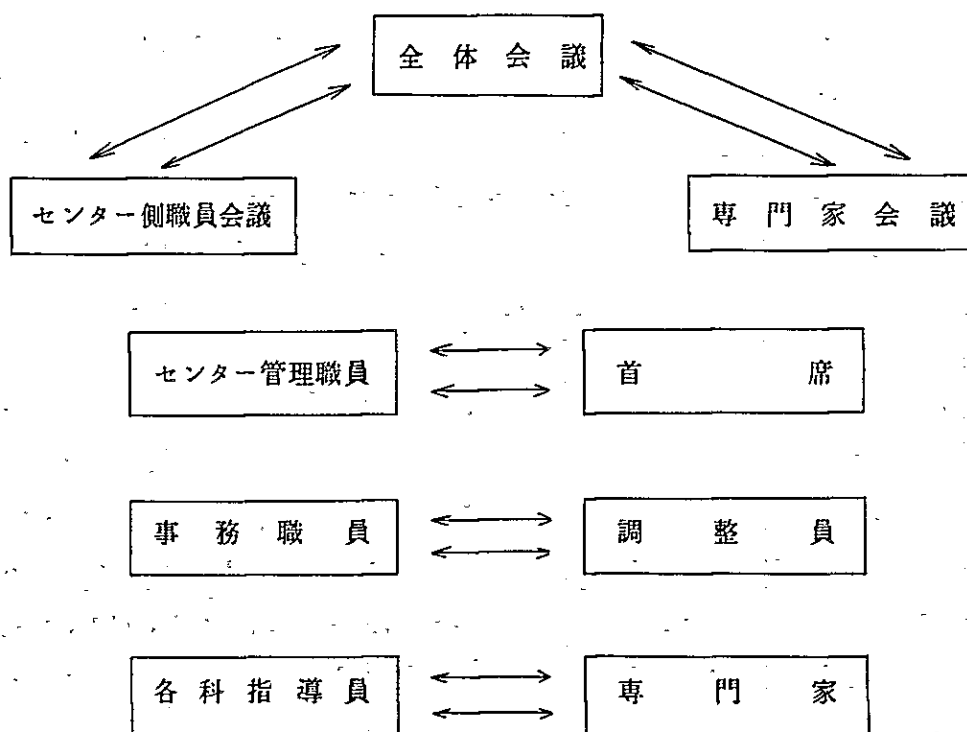 全体会議
センター側職員会議
専門家会議
センター管理職員
首席
事務職員
調整員
各科指導員
専門家